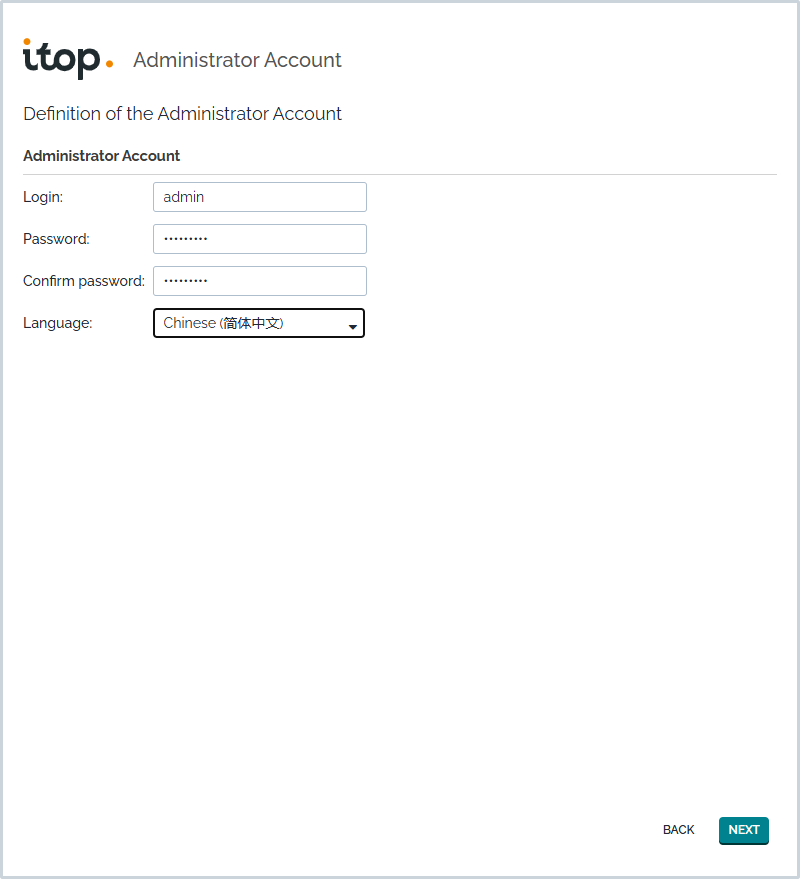 itop. Administrator Account
Definition of the Administrator Account
Administrator Account
Login: admin
Password: •••••••••
Confirm password: •••••••••
Language: Chinese (简体中文)
BACK NEXT